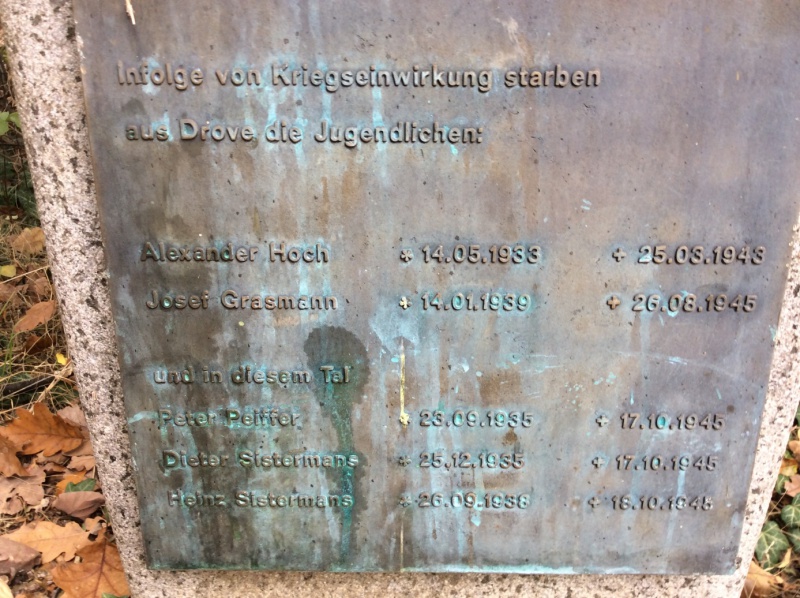 Infolge von Kriegseinwirkung starben
aus Drove die Jugendlichen:
Alexander Hoch * 14.05.1933 + 25.03.1943
Josef Grasmann * 14.01.1939 + 26.08.1945
und in diesem Tal
Peter Peiffer * 23.09.1935 + 17.10.1945
Dieter Sistermans * 25.12.1935 + 17.10.1945
Heinz Sistermans * 26.09.1938 + 18.10.1945